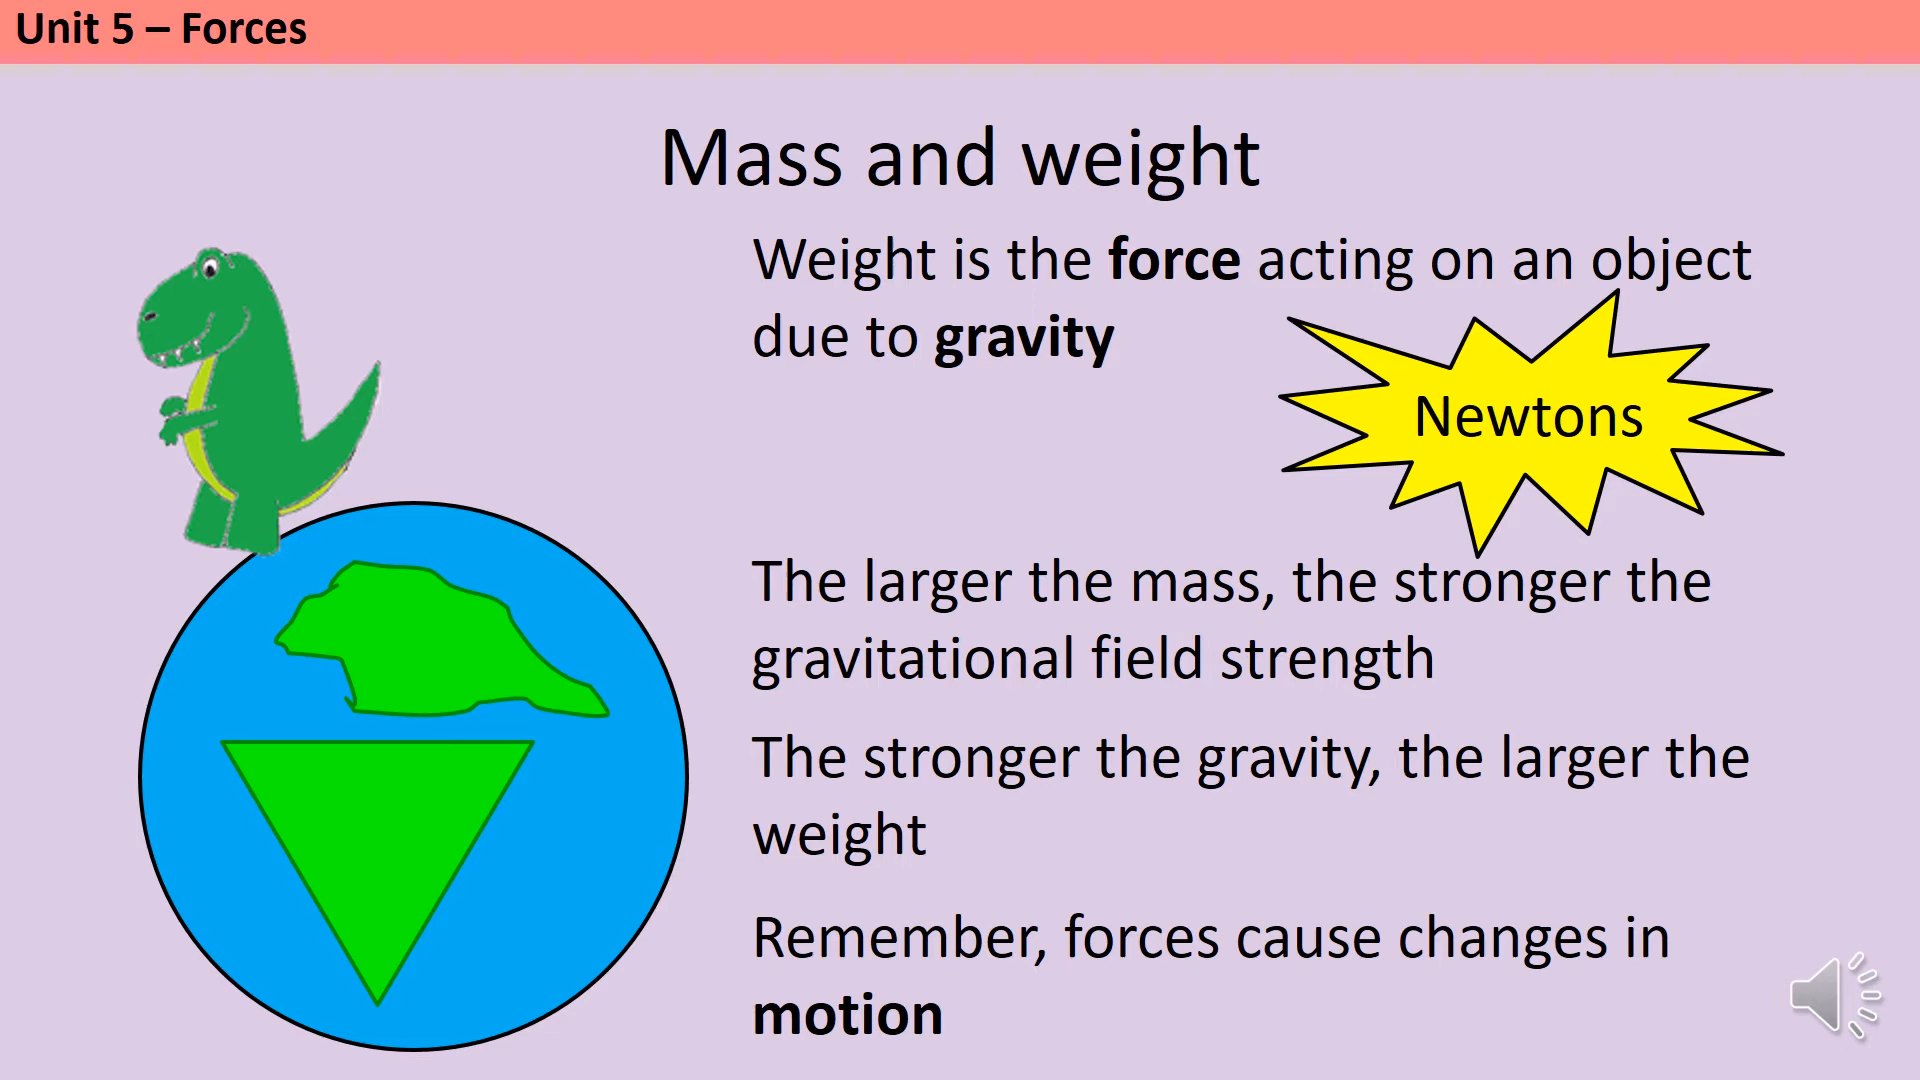 Unit 5 – Forces
Mass and weight
Weight is the force acting on an object
due to gravity
Newtons
The larger the mass, the stronger the
gravitational field strength
The stronger the gravity, the larger the
weight
Remember, forces cause changes in
motion